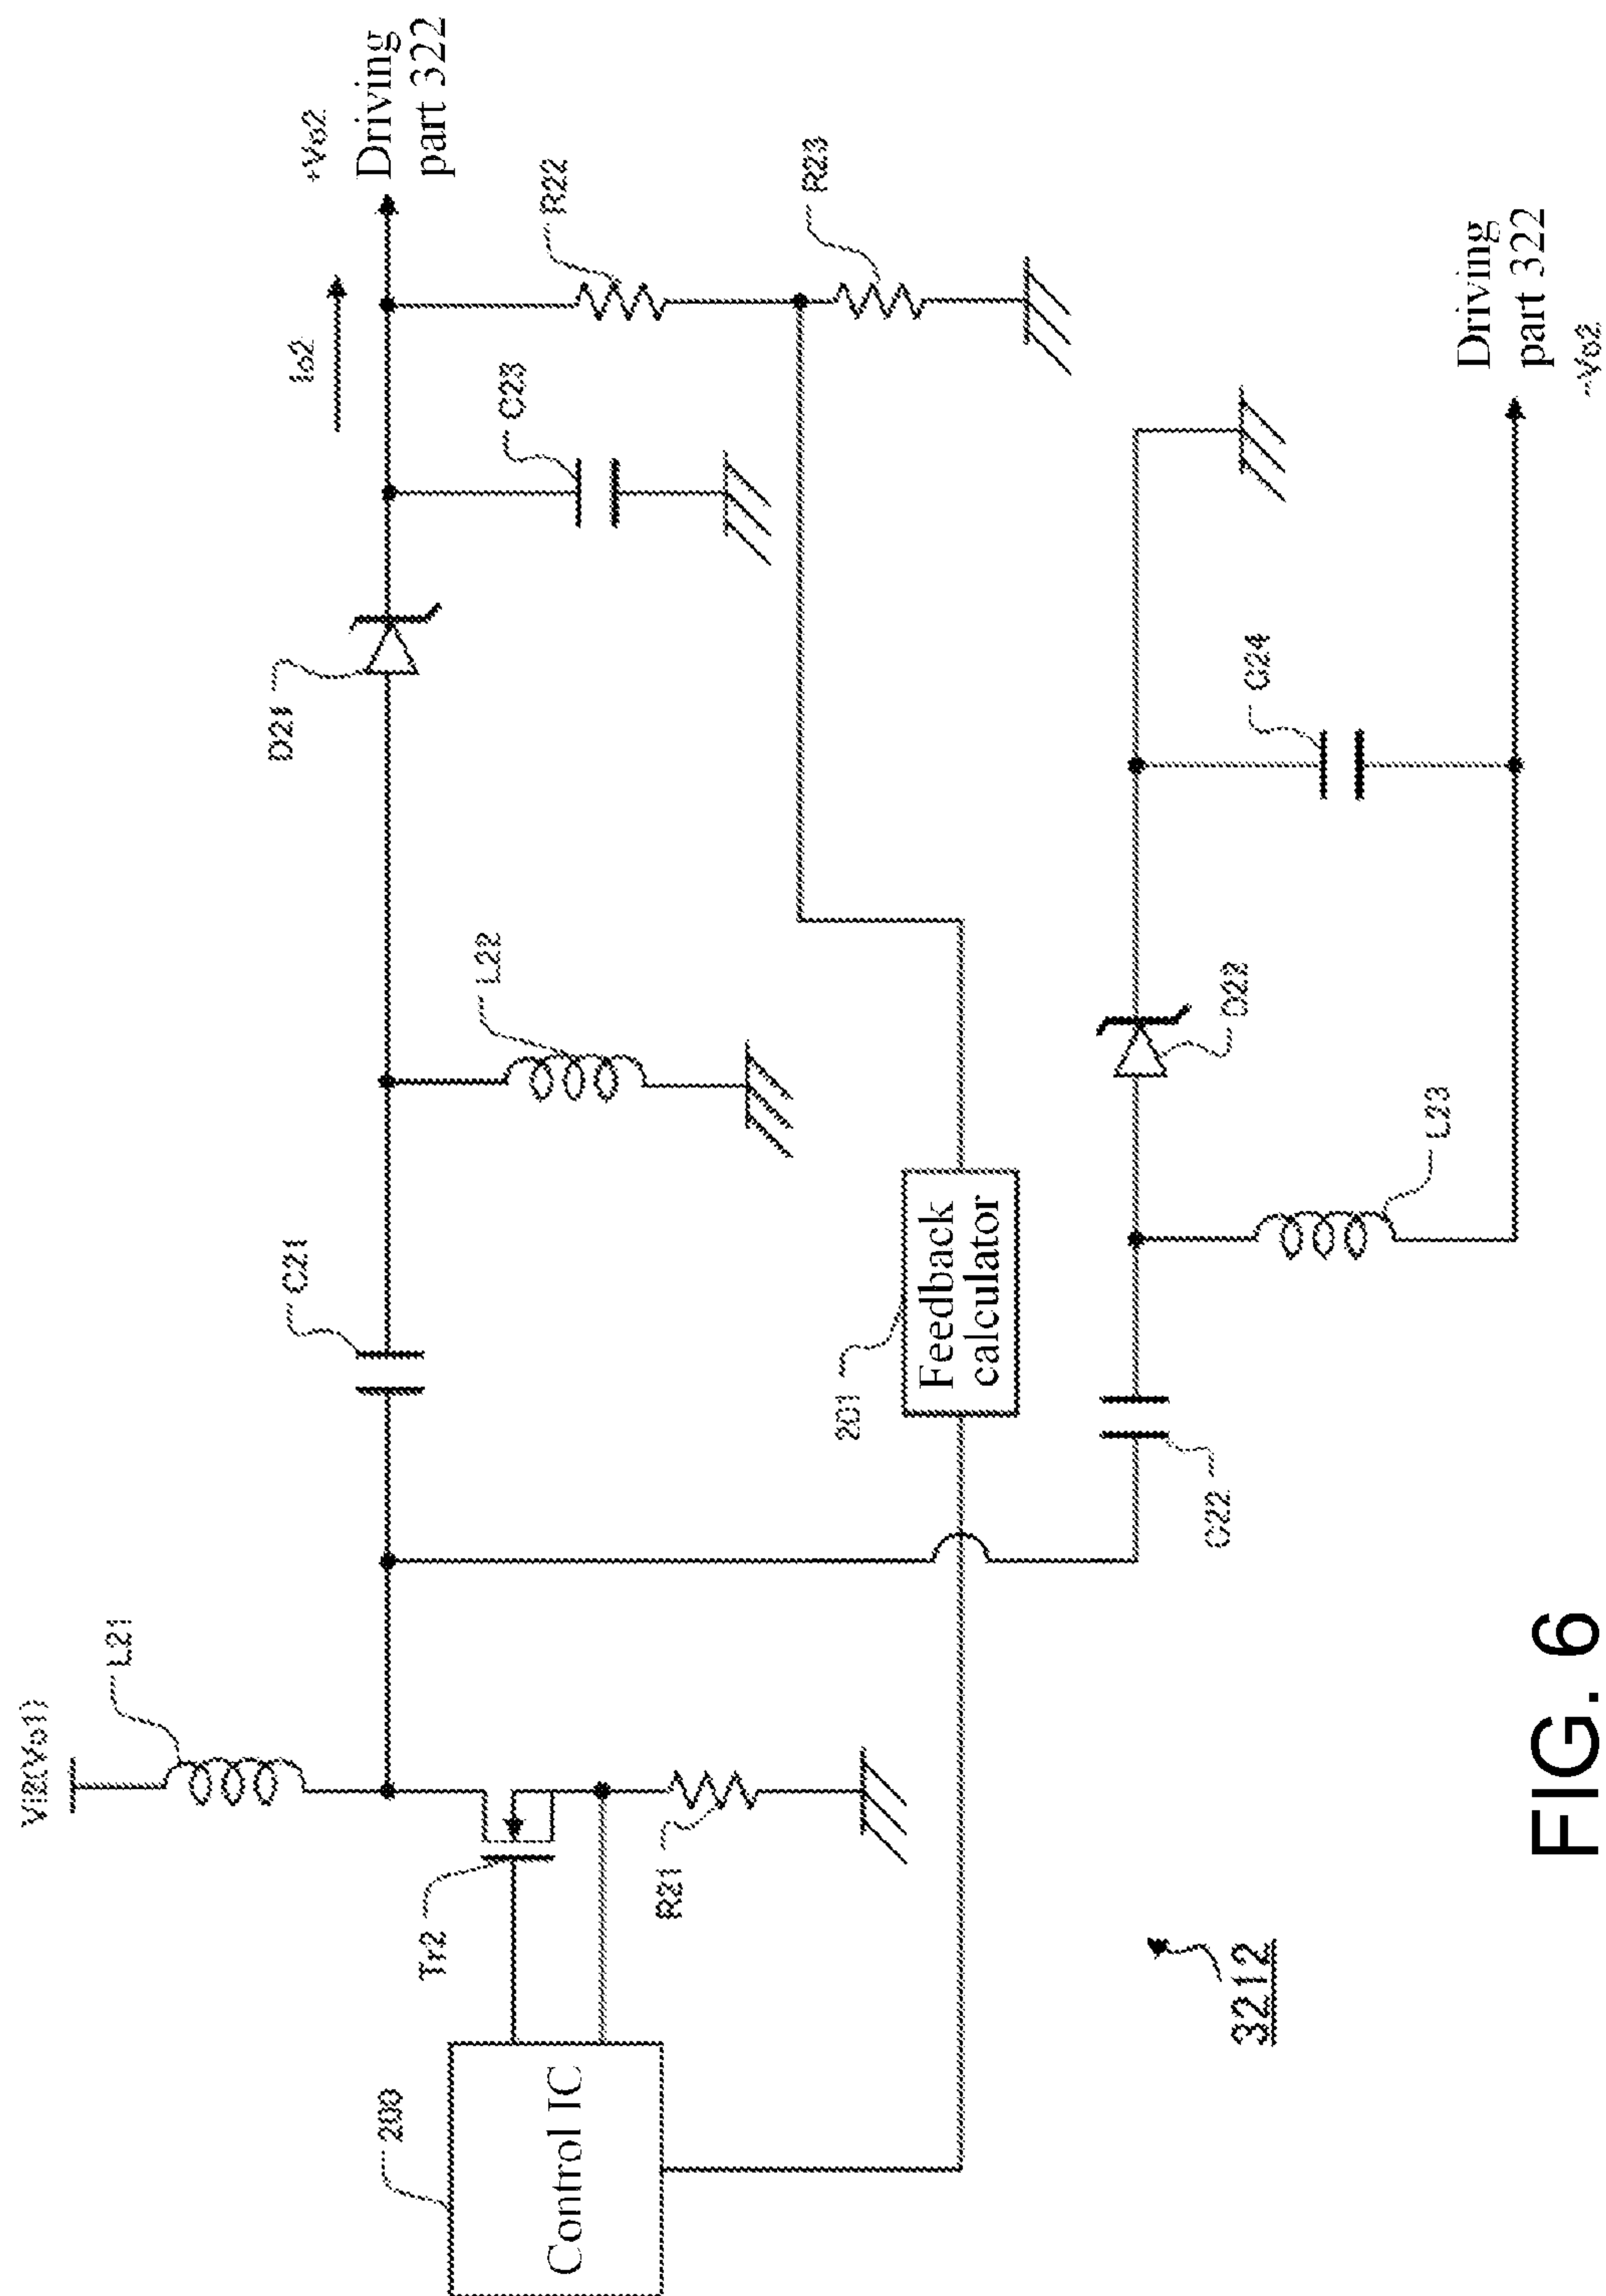 Vi2(Vo1)
L21
C21
L22
D21
Io2
+Vo2
Driving
part 322
C23
R22
R23
200
Control IC
Tr2
R21
201
Feedback
calculator
C22
D22
L23
C24
Driving
part 322
-Vo2
3212
FIG. 6